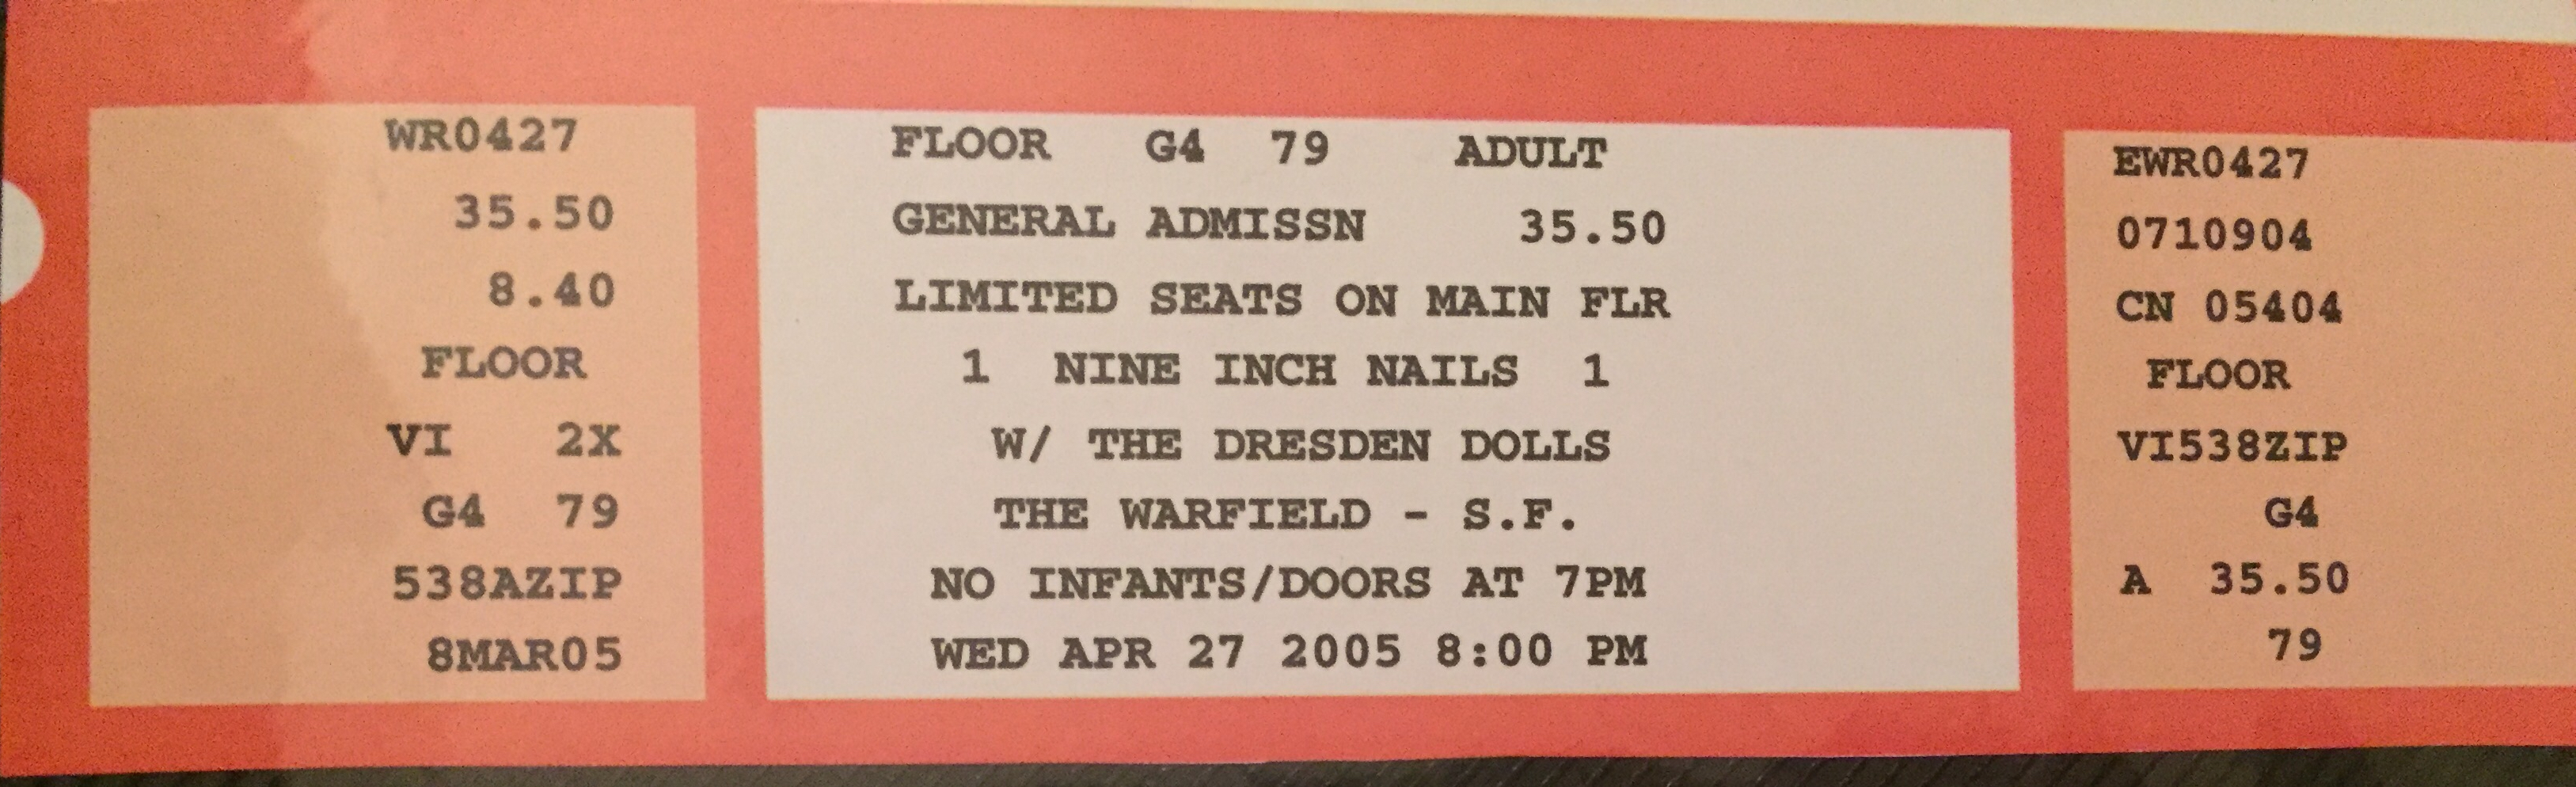 WR0427
35.50
8.40
FLOOR
VI 2X
G4 79
538AZIP
8MAR05
FLOOR G4 79 ADULT
GENERAL ADMISSN 35.50
LIMITED SEATS ON MAIN FLR
1 NINE INCH NAILS 1
W/ THE DRESDEN DOLLS
THE WARFIELD - S.F.
NO INFANTS/DOORS AT 7PM
WED APR 27 2005 8:00 PM
EWR0427
0710904
CN 05404
FLOOR
VI538ZIP
G4
A 35.50
79